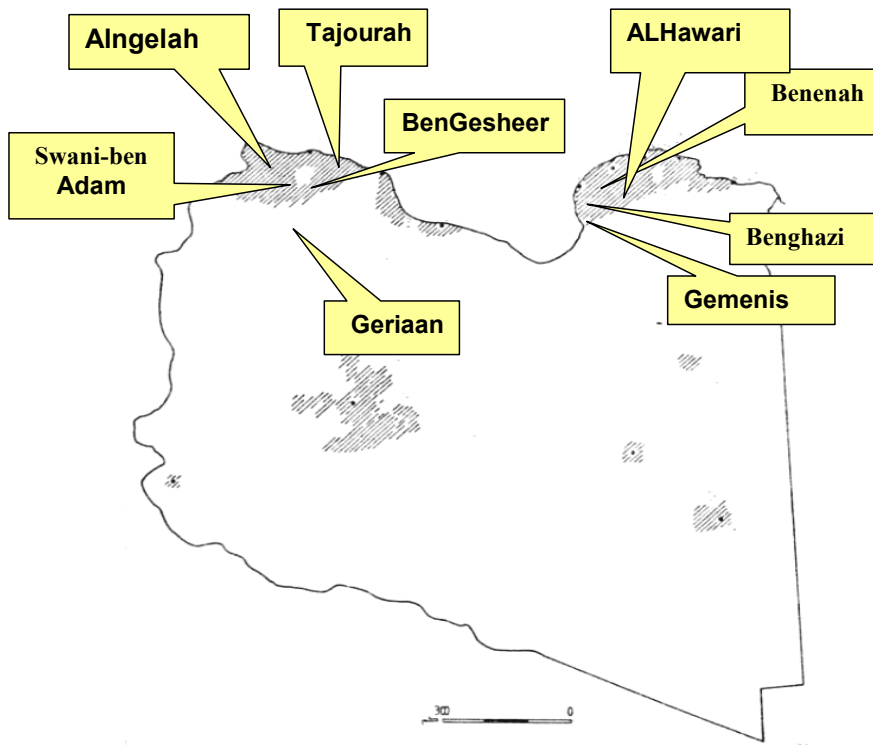 Alngelah
Tajourah
ALHawari
Benenah
BenGesheer
Swani-ben
Adam
Benghazi
Gemenis
Geriaan
300
0